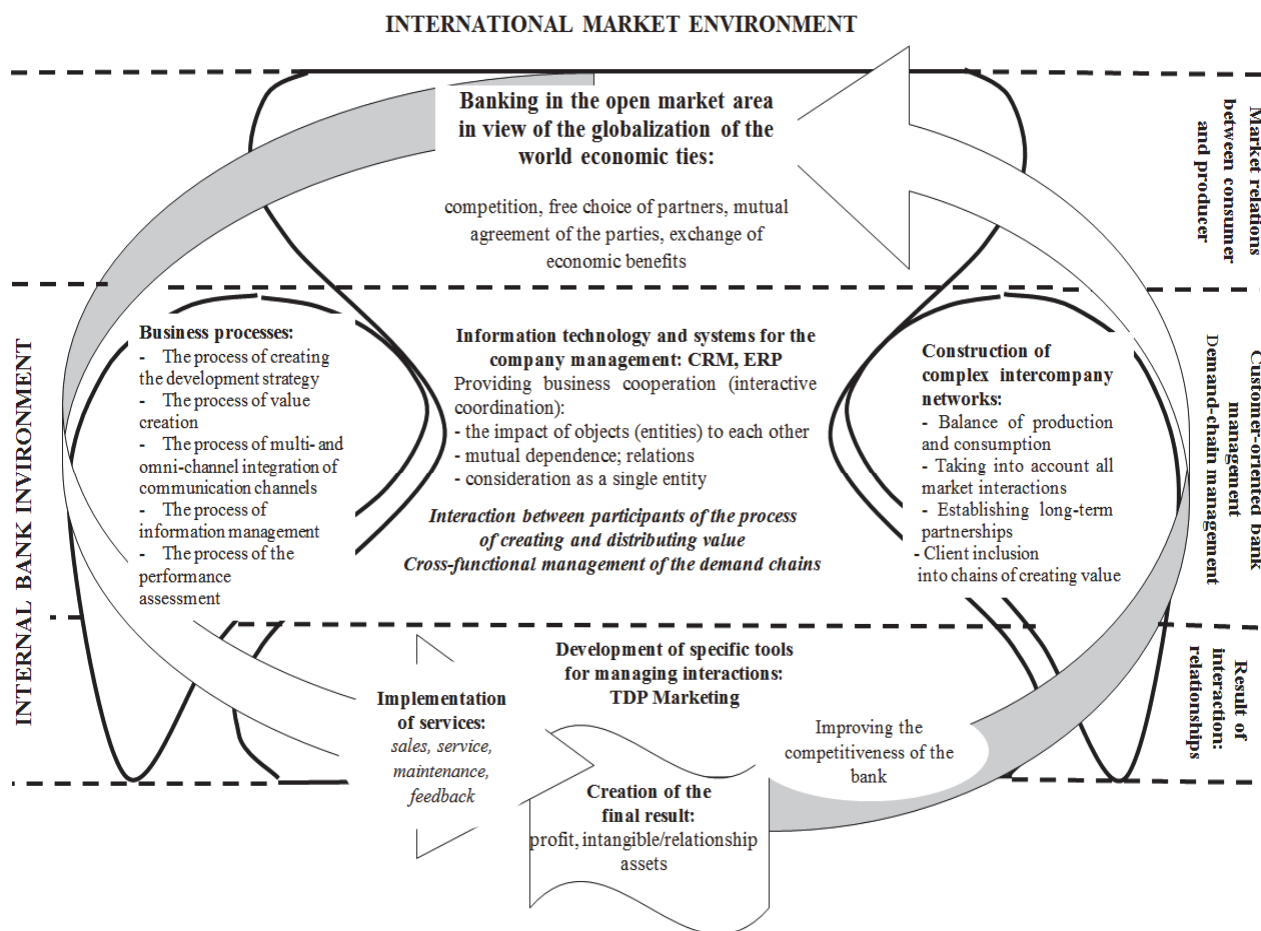 INTERNATIONAL MARKET ENVIRONMENT
Banking in the open market area
in view of the globalization of the
world economic ties:
competition, free choice of partners, mutual
agreement of the parties, exchange of
economic benefits
Market relations
between consumer
and producer
INTERNAL BANK INVIRONMENT
Business processes:
- The process of creating
the development strategy
- The process of value
creation
- The process of multi- and
omni-channel integration of
communication channels
- The process of
information management
- The process of the
performance
assessment
Information technology and systems for the
company management: CRM, ERP
Providing business cooperation (interactive
coordination):
- the impact of objects (entities) to each other
- mutual dependence; relations
- consideration as a single entity
Interaction between participants of the process
of creating and distributing value
Cross-functional management of the demand chains
Construction of
complex intercompany
networks:
- Balance of production
and consumption
- Taking into account all
market interactions
- Establishing long-term
partnerships
- Client inclusion
into chains of creating value
Customer-oriented bank
management
Demand-chain management
Development of specific tools
for managing interactions:
TDP Marketing
Implementation
of services:
sales, service,
maintenance,
feedback
Creation of the
final result:
profit, intangible/relationship
assets
Improving the
competitiveness of the
bank
Result of
interaction:
relationships